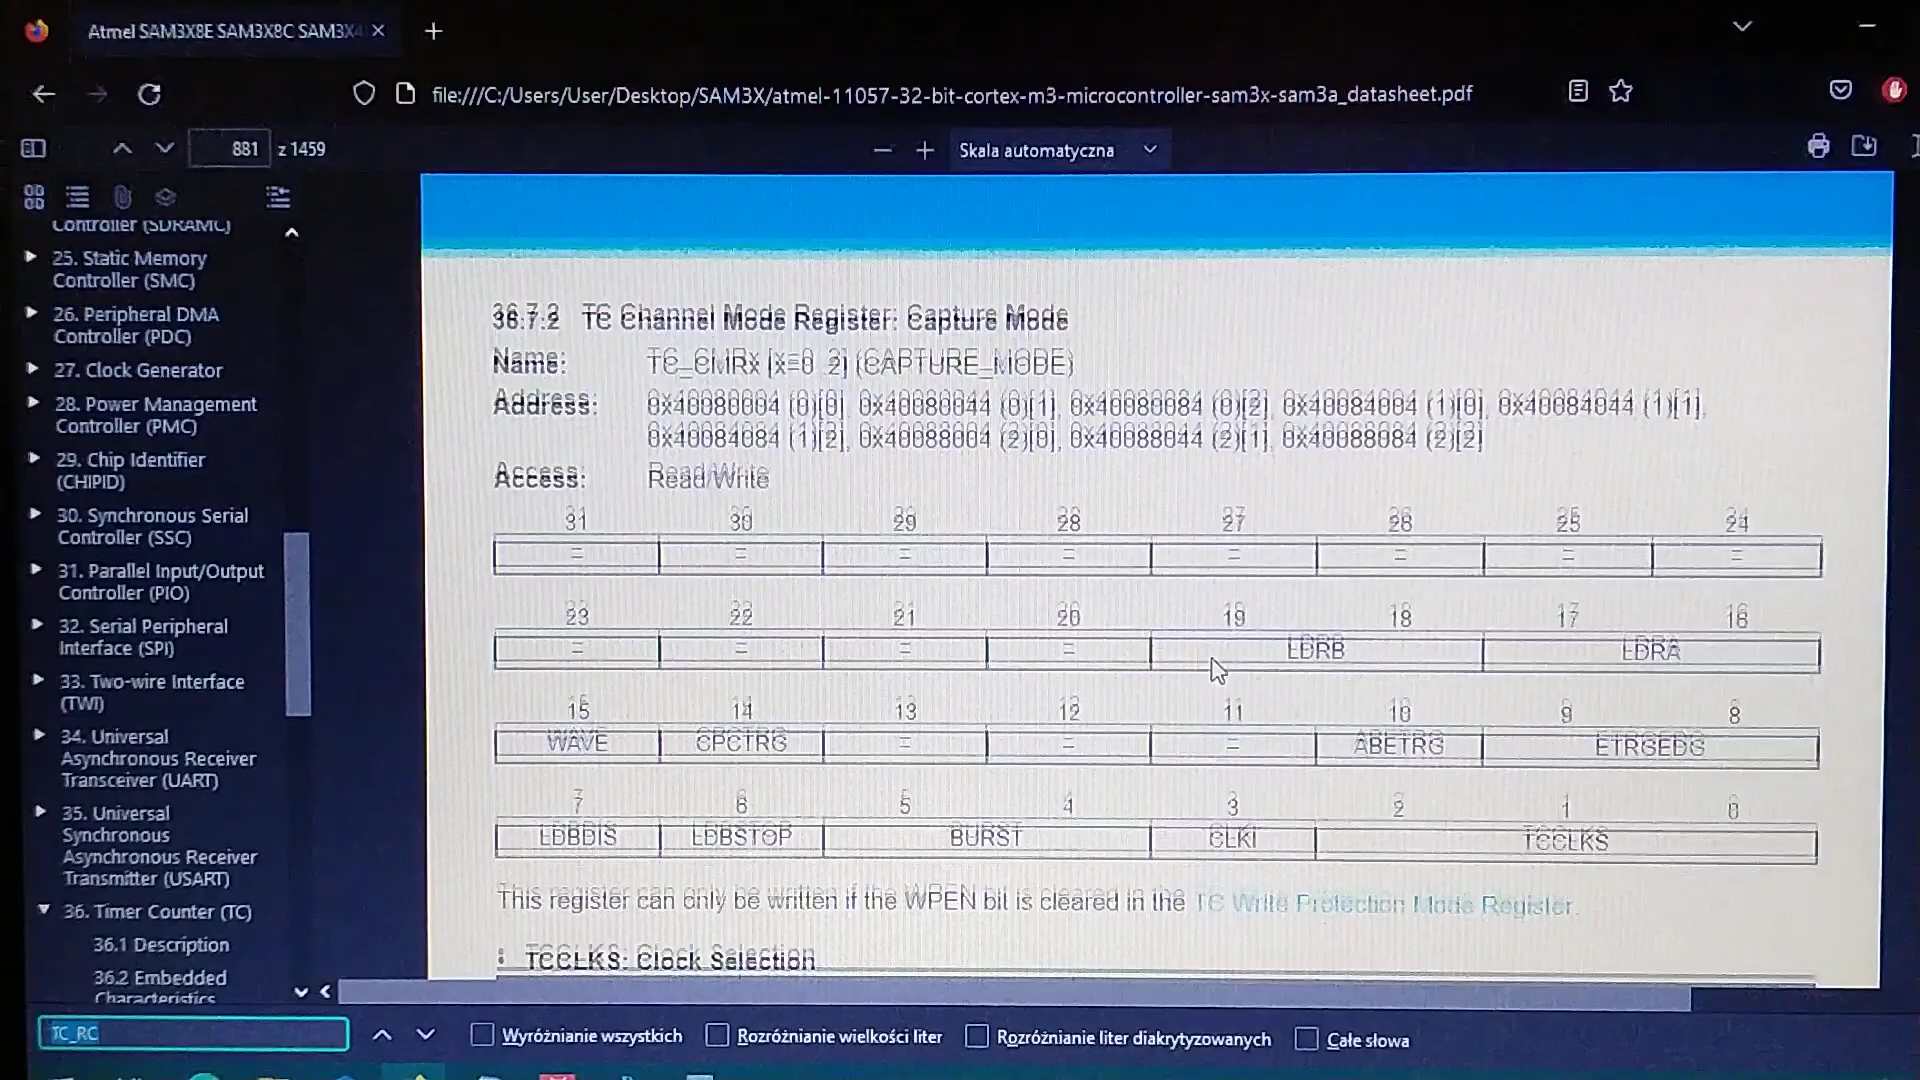 Atmel SAM3X8E SAM3X8C SAM3X4
file:///C:/Users/User/Desktop/SAM3X/atmel-11057-32-bit-cortex-m3-microcontroller-sam3x-sam3a_datasheet.pdf
881 z 1459
Skala automatyczna
Controller (SDRAMC)
25. Static Memory
Controller (SMC)
26. Peripheral DMA
Controller (PDC)
27. Clock Generator
28. Power Management
Controller (PMC)
29. Chip Identifier
(CHIPID)
30. Synchronous Serial
Controller (SSC)
31. Parallel Input/Output
Controller (PIO)
32. Serial Peripheral
Interface (SPI)
33. Two-wire Interface
(TWI)
34. Universal
Asynchronous Receiver
Transceiver (UART)
35. Universal
Synchronous
Asynchronous Receiver
Transmitter (USART)
36. Timer Counter (TC)
36.1 Description
36.2 Embedded
Characteristics
36.7.2 TC Channel Mode Register: Capture Mode
Name: TC_CMRx [x=0 2] (CAPTURE_MODE)
Address: 0x40080004 (0)[0], 0x40080044 (0)[1], 0x40080084 (0)[2], 0x40084004 (1)[0], 0x40084044 (1)[1],
0x40084084 (1)[2], 0x40088004 (2)[0], 0x40088044 (2)[1], 0x40088084 (2)[2]
Access: Read/Write
31 30 29 28 27 26 25 24
– – – – – – – –
23 22 21 20 19 18 17 16
– – – – LDRB LDRA
15 14 13 12 11 10 9 8
WAVE CPCTRG – – – ABETRG ETRGEDG
7 6 5 4 3 2 1 0
LDBDIS LDBSTOP BURST CLKI TCCLKS
This register can only be written if the WPEN bit is cleared in the TC Write Protection Mode Register.
• TCCLKS: Clock Selection
TC_RC
Wyróżnianie wszystkich
Rozróżnianie wielkości liter
Rozróżnianie liter diakrytyzowanych
Całe słowa